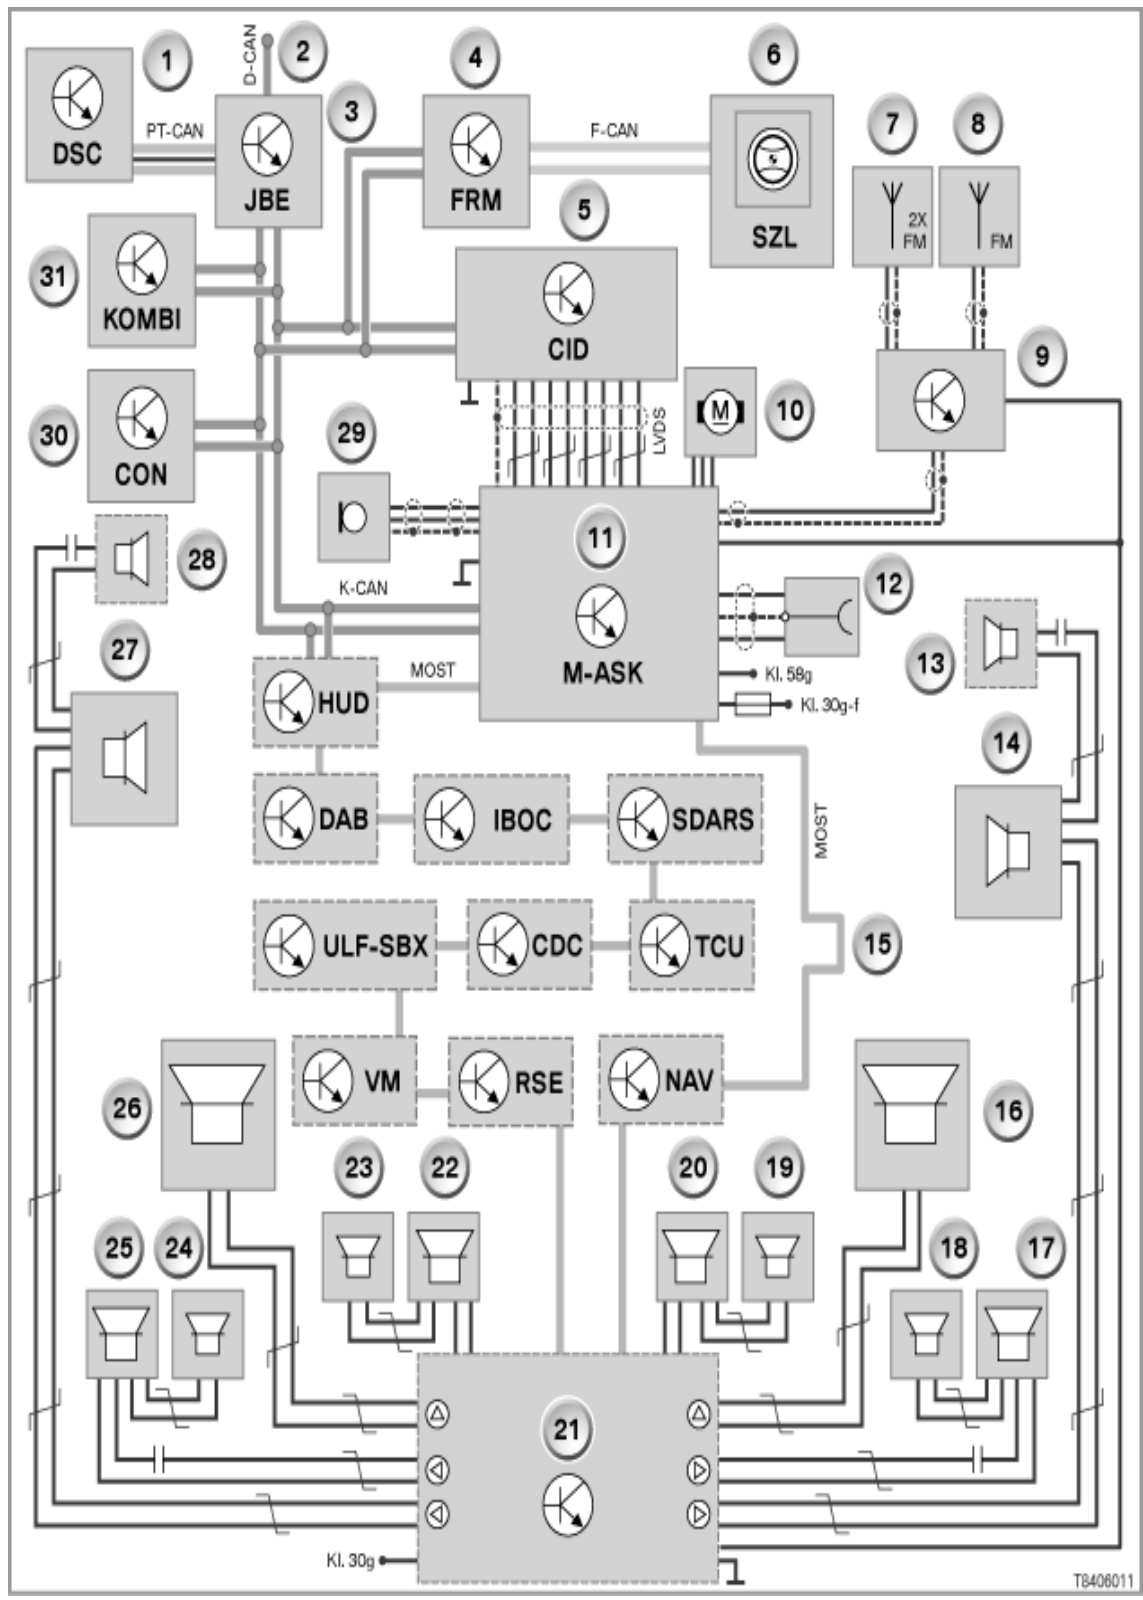 1
D-CAN
2
4
6
DSC
PT-CAN
3
JBE
FRM
F-CAN
SZL
7
8
2X
FM
FM
5
31
KOMBI
CID
9
10
M
30
CON
29
LVDS
11
28
K-CAN
12
27
M-ASK
13
MOST
Kl. 58g
Kl. 30g-f
HUD
14
DAB
IBOC
SDARS
MOST
ULF-SBX
CDC
TCU
15
VM
RSE
NAV
26
16
23
22
20
19
25
24
18
17
21
Kl. 30g
T8406011